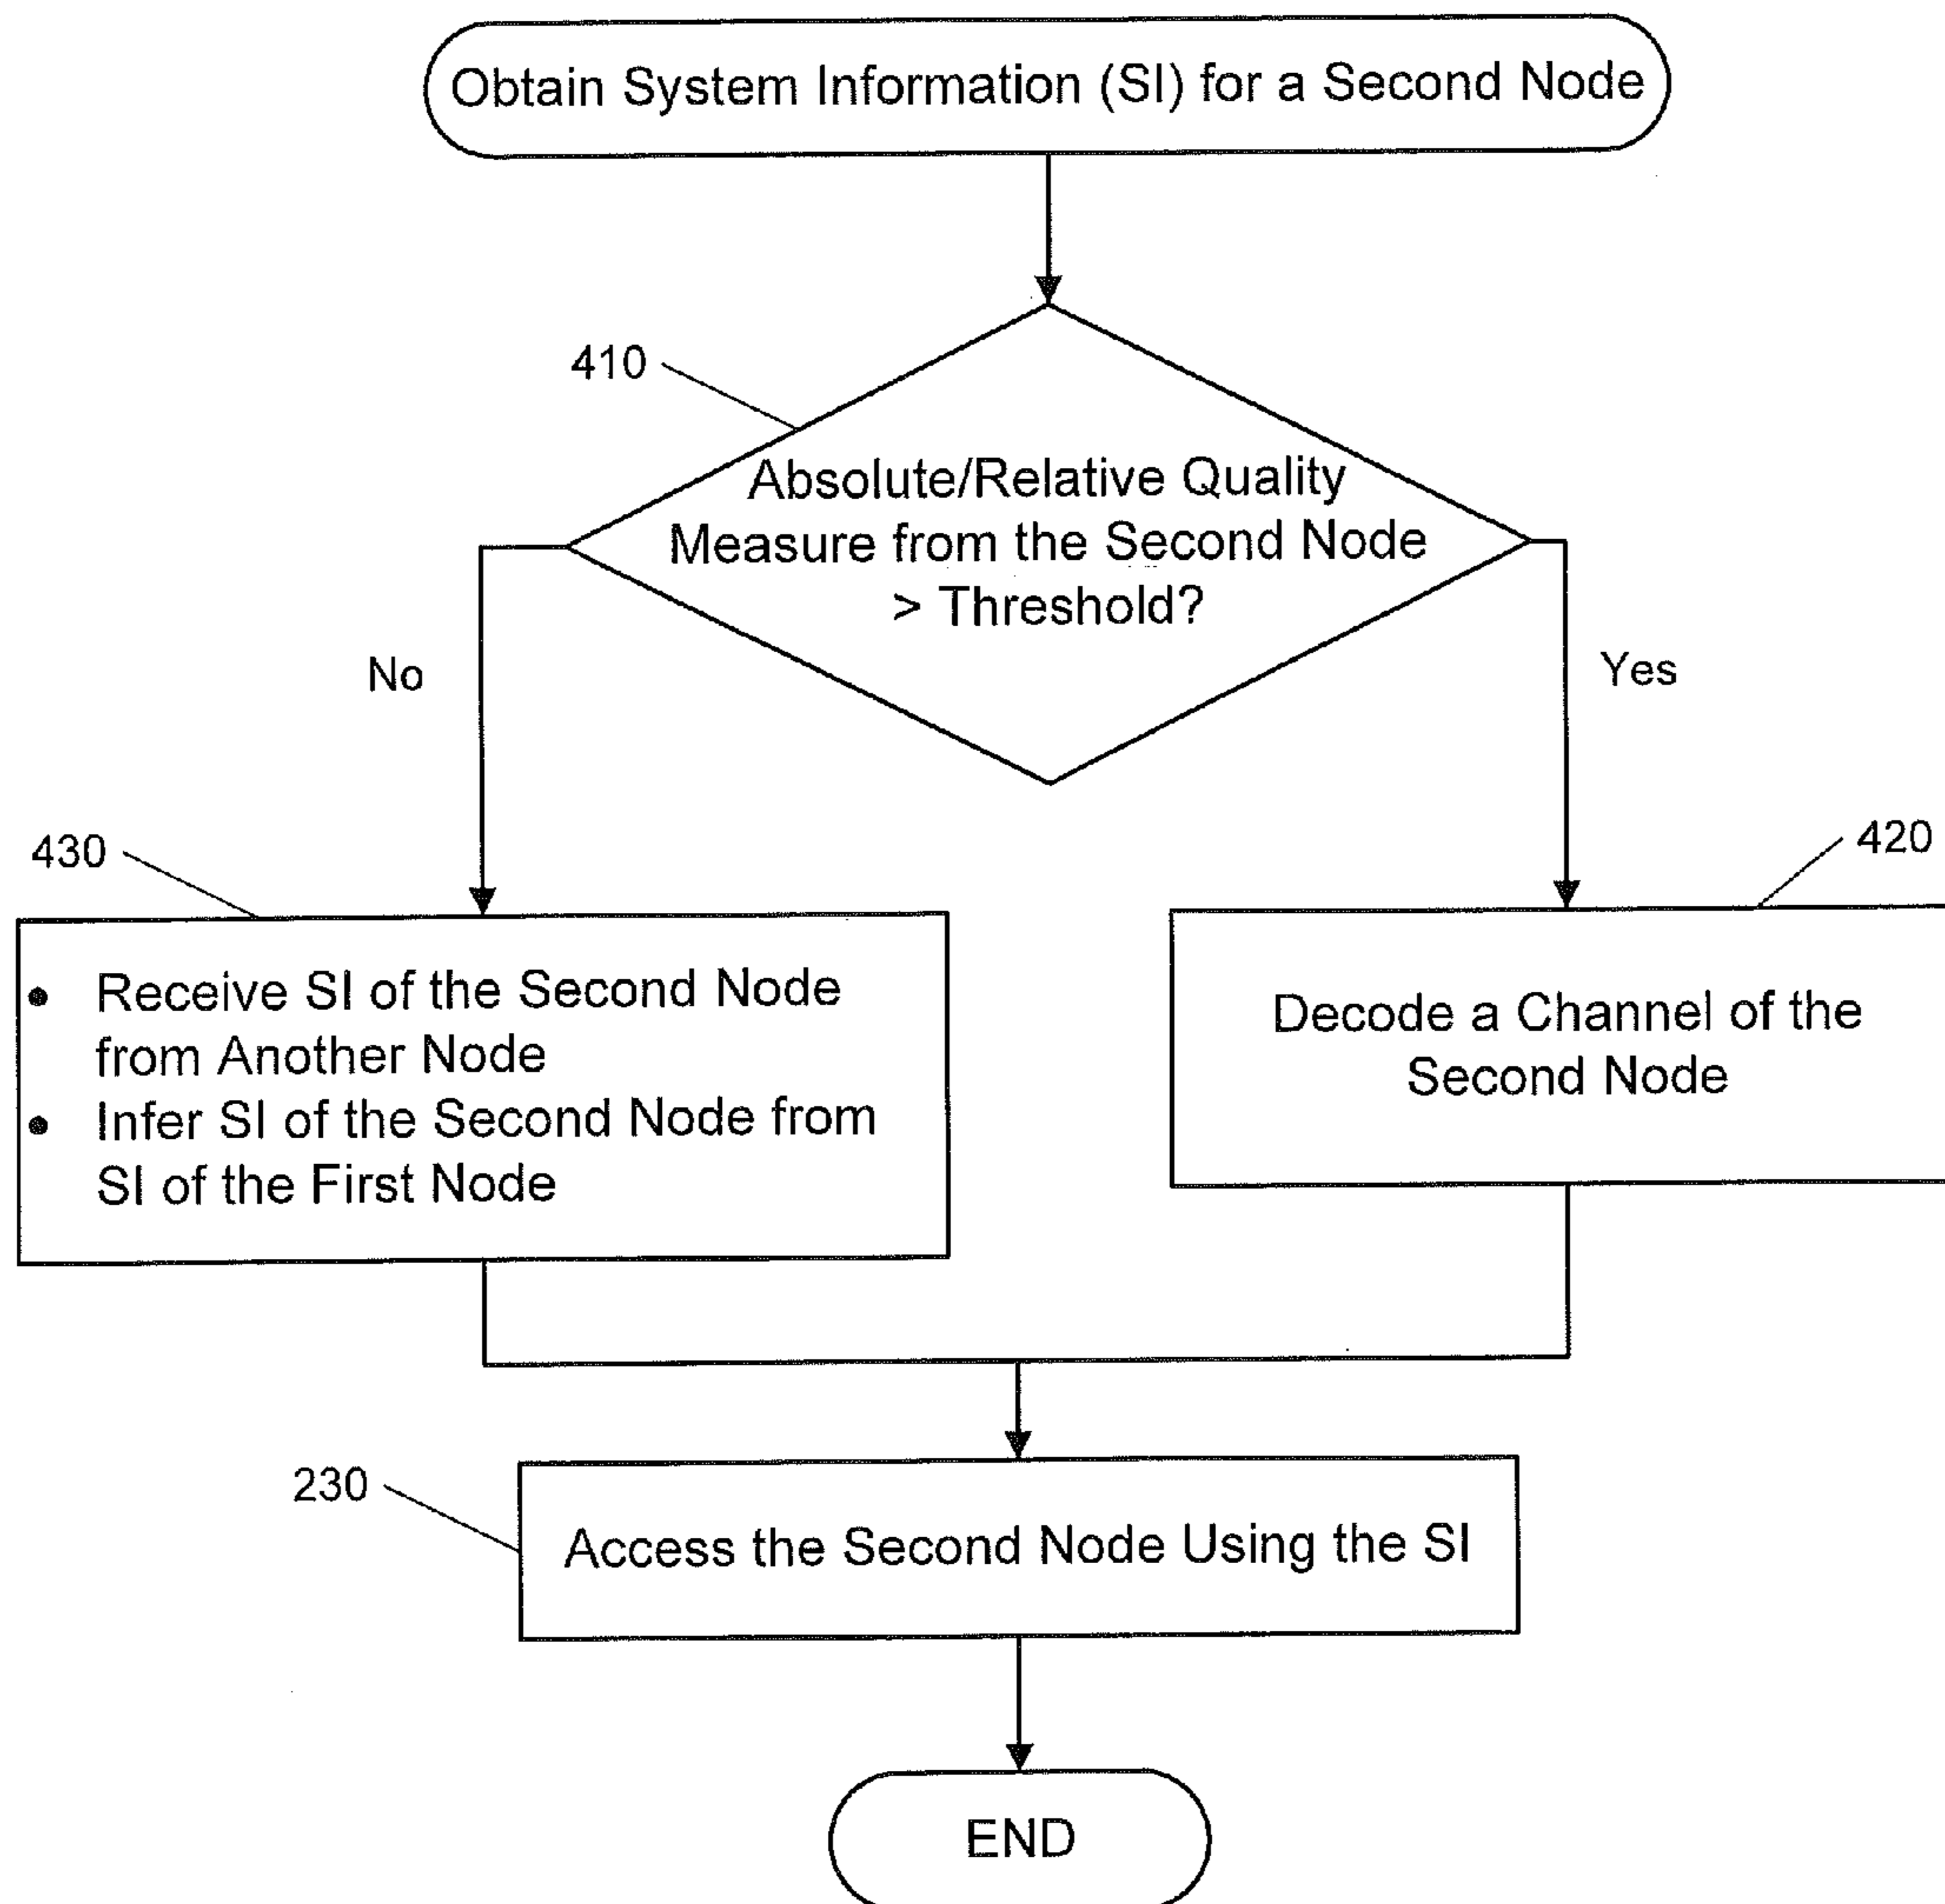 Obtain System Information (SI) for a Second Node
410
Absolute/Relative Quality
Measure from the Second Node
> Threshold?
No
Yes
430
420
• Receive SI of the Second Node
from Another Node
• Infer SI of the Second Node from
SI of the First Node
Decode a Channel of the
Second Node
230
Access the Second Node Using the SI
END